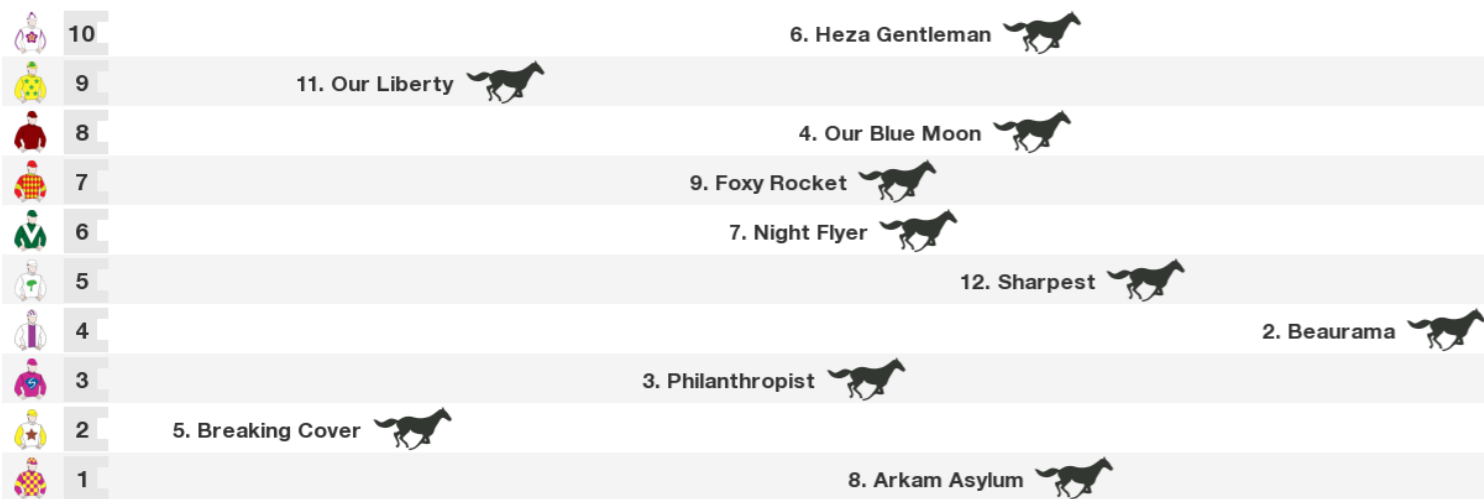 10 6. Heza Gentleman
9 11. Our Liberty
8 4. Our Blue Moon
7 9. Foxy Rocket
6 7. Night Flyer
5 12. Sharpest
4 2. Beaurama
3 3. Philanthropist
2 5. Breaking Cover
1 8. Arkam Asylum